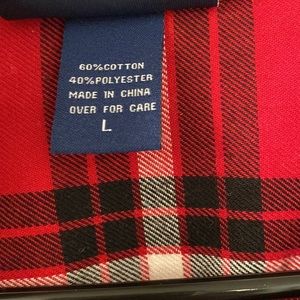 60%COTTON
40%POLYESTER
MADE IN CHINA
OVER FOR CARE
L